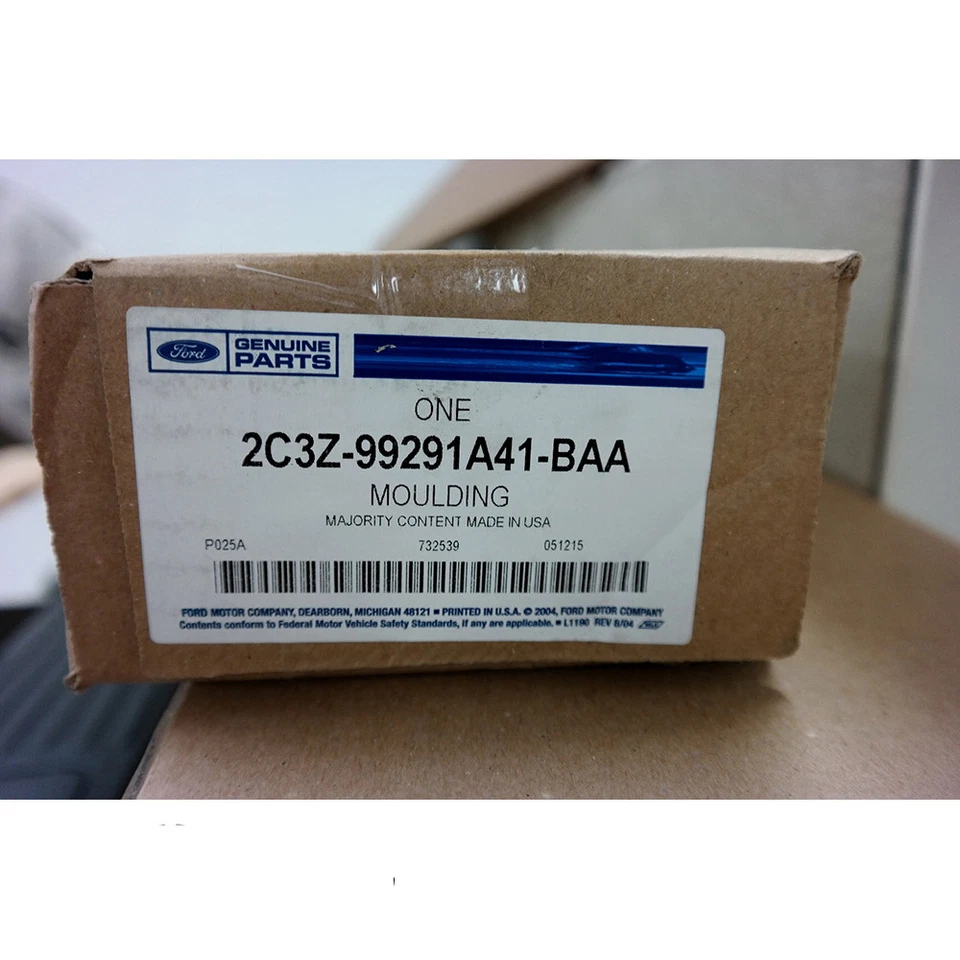 Ford GENUINE PARTS
ONE
2C3Z-99291A41-BAA
MOULDING
MAJORITY CONTENT MADE IN USA
P025A 732539 051215
FORD MOTOR COMPANY, DEARBORN, MICHIGAN 48121 ■ PRINTED IN U.S.A. © 2004, FORD MOTOR COMPANY
Contents conform to Federal Motor Vehicle Safety Standards, if any are applicable. ■ L1190 REV 8/04